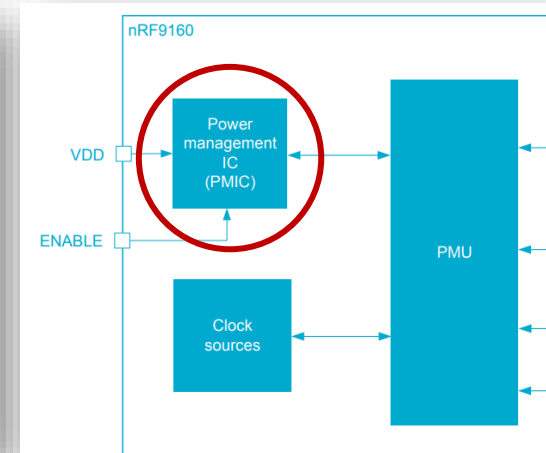 nRF9160
Power
management
IC
(PMIC)
VDD
ENABLE
PMU
Clock
sources